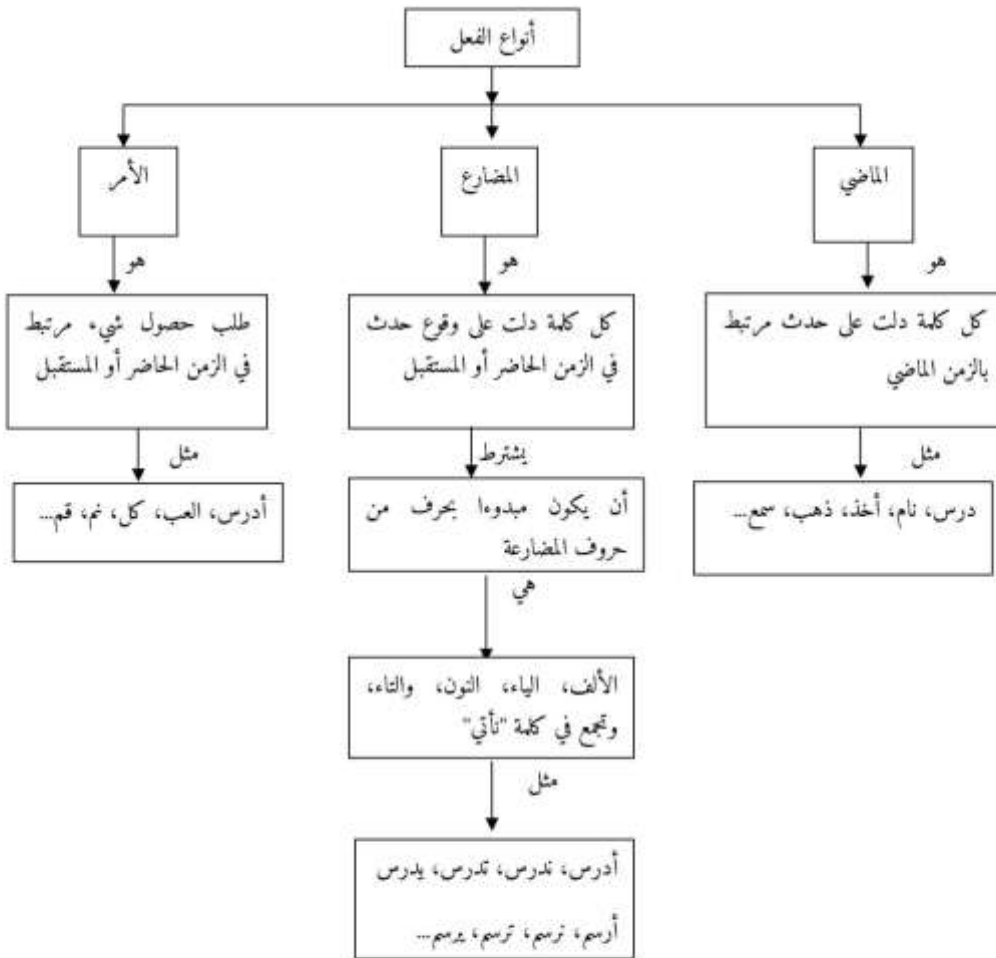 أنواع الفعل
الماضي
المضارع
الأمر
هو
هو
هو
كل كلمة دلت على حدث مرتبط
بالزمن الماضي
كل كلمة دلت على وقوع حدث
في الزمن الحاضر أو المستقبل
طلب حصول شيء مرتبط
في الزمن الحاضر أو المستقبل
مثل
يشترط
مثل
درس، نام، أخذ، ذهب، سمع...
أن يكون مبدوءا بحرف من
حروف المضارعة
أدرس، العب، كل، نم، قم...
هي
الألف، الياء، النون، والتاء،
وتجمع في كلمة "نأتي"
مثل
أدرس، ندرس، تدرس، يدرس
أرسم، نرسم، ترسم، يرسم...